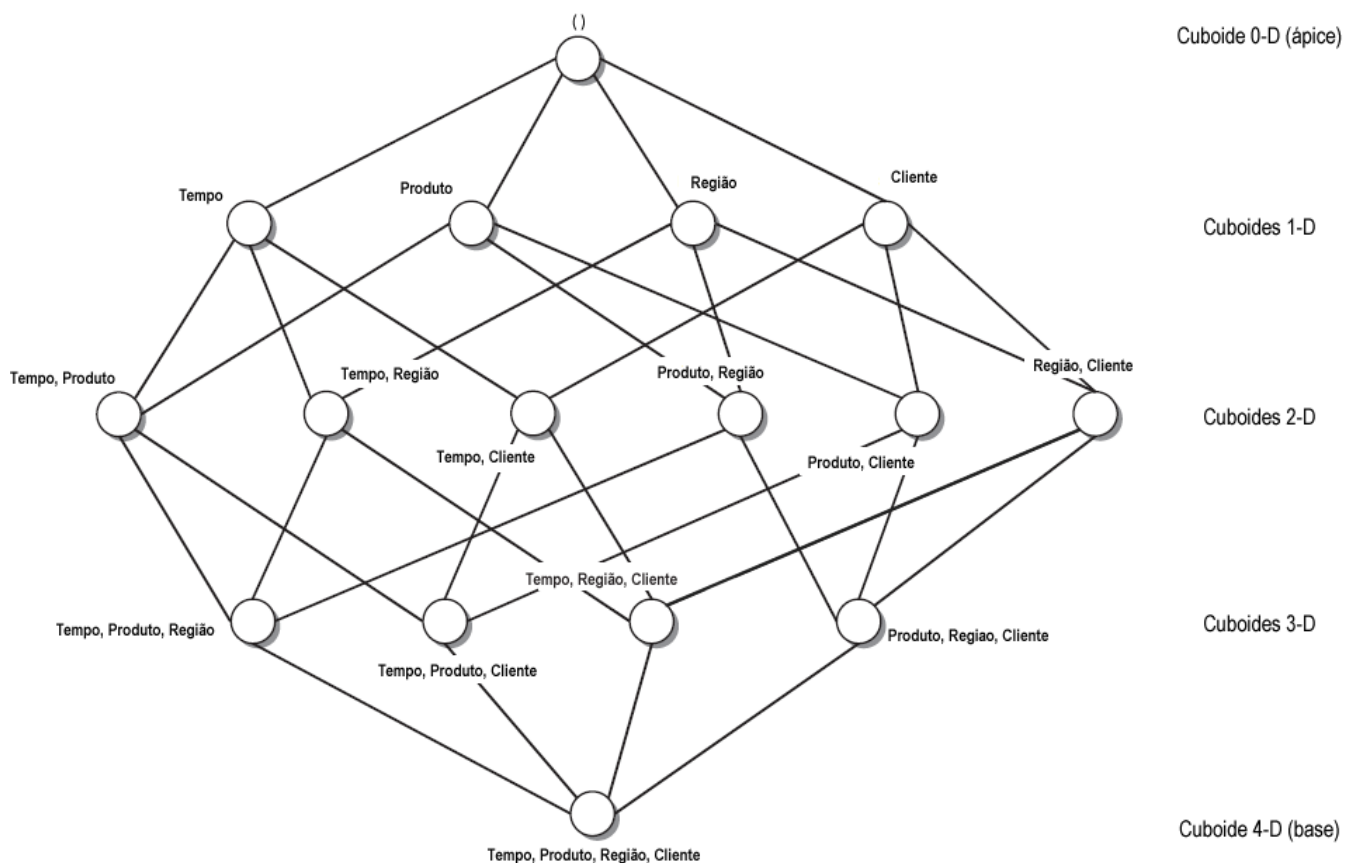 ()
Cuboide 0-D (ápice)
Tempo
Produto
Região
Cliente
Cuboides 1-D
Tempo, Produto
Tempo, Região
Produto, Região
Região, Cliente
Cuboides 2-D
Tempo, Cliente
Produto, Cliente
Tempo, Região, Cliente
Tempo, Produto, Região
Produto, Regiao, Cliente
Cuboides 3-D
Tempo, Produto, Cliente
Cuboide 4-D (base)
Tempo, Produto, Região, Cliente